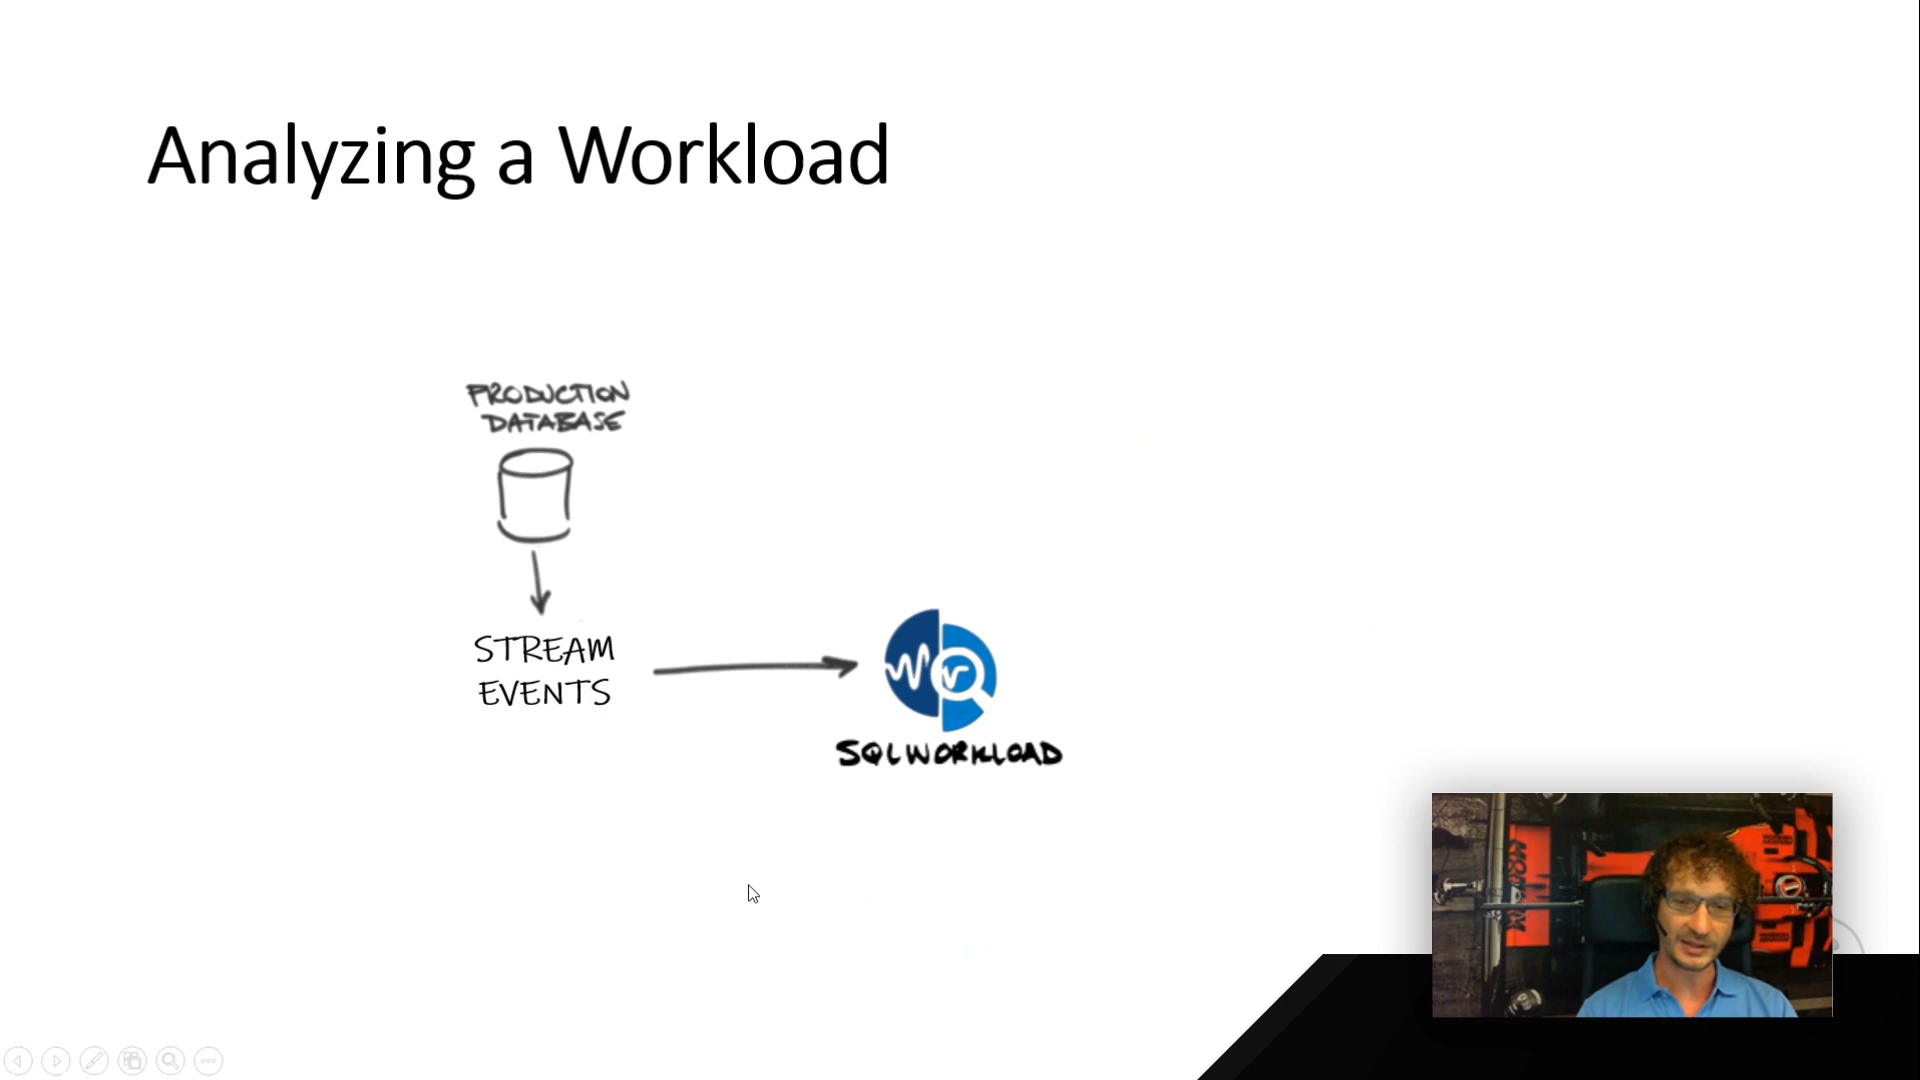 Analyzing a Workload
PRODUCTION
DATABASE
STREAM
EVENTS
SQLWORKLOAD